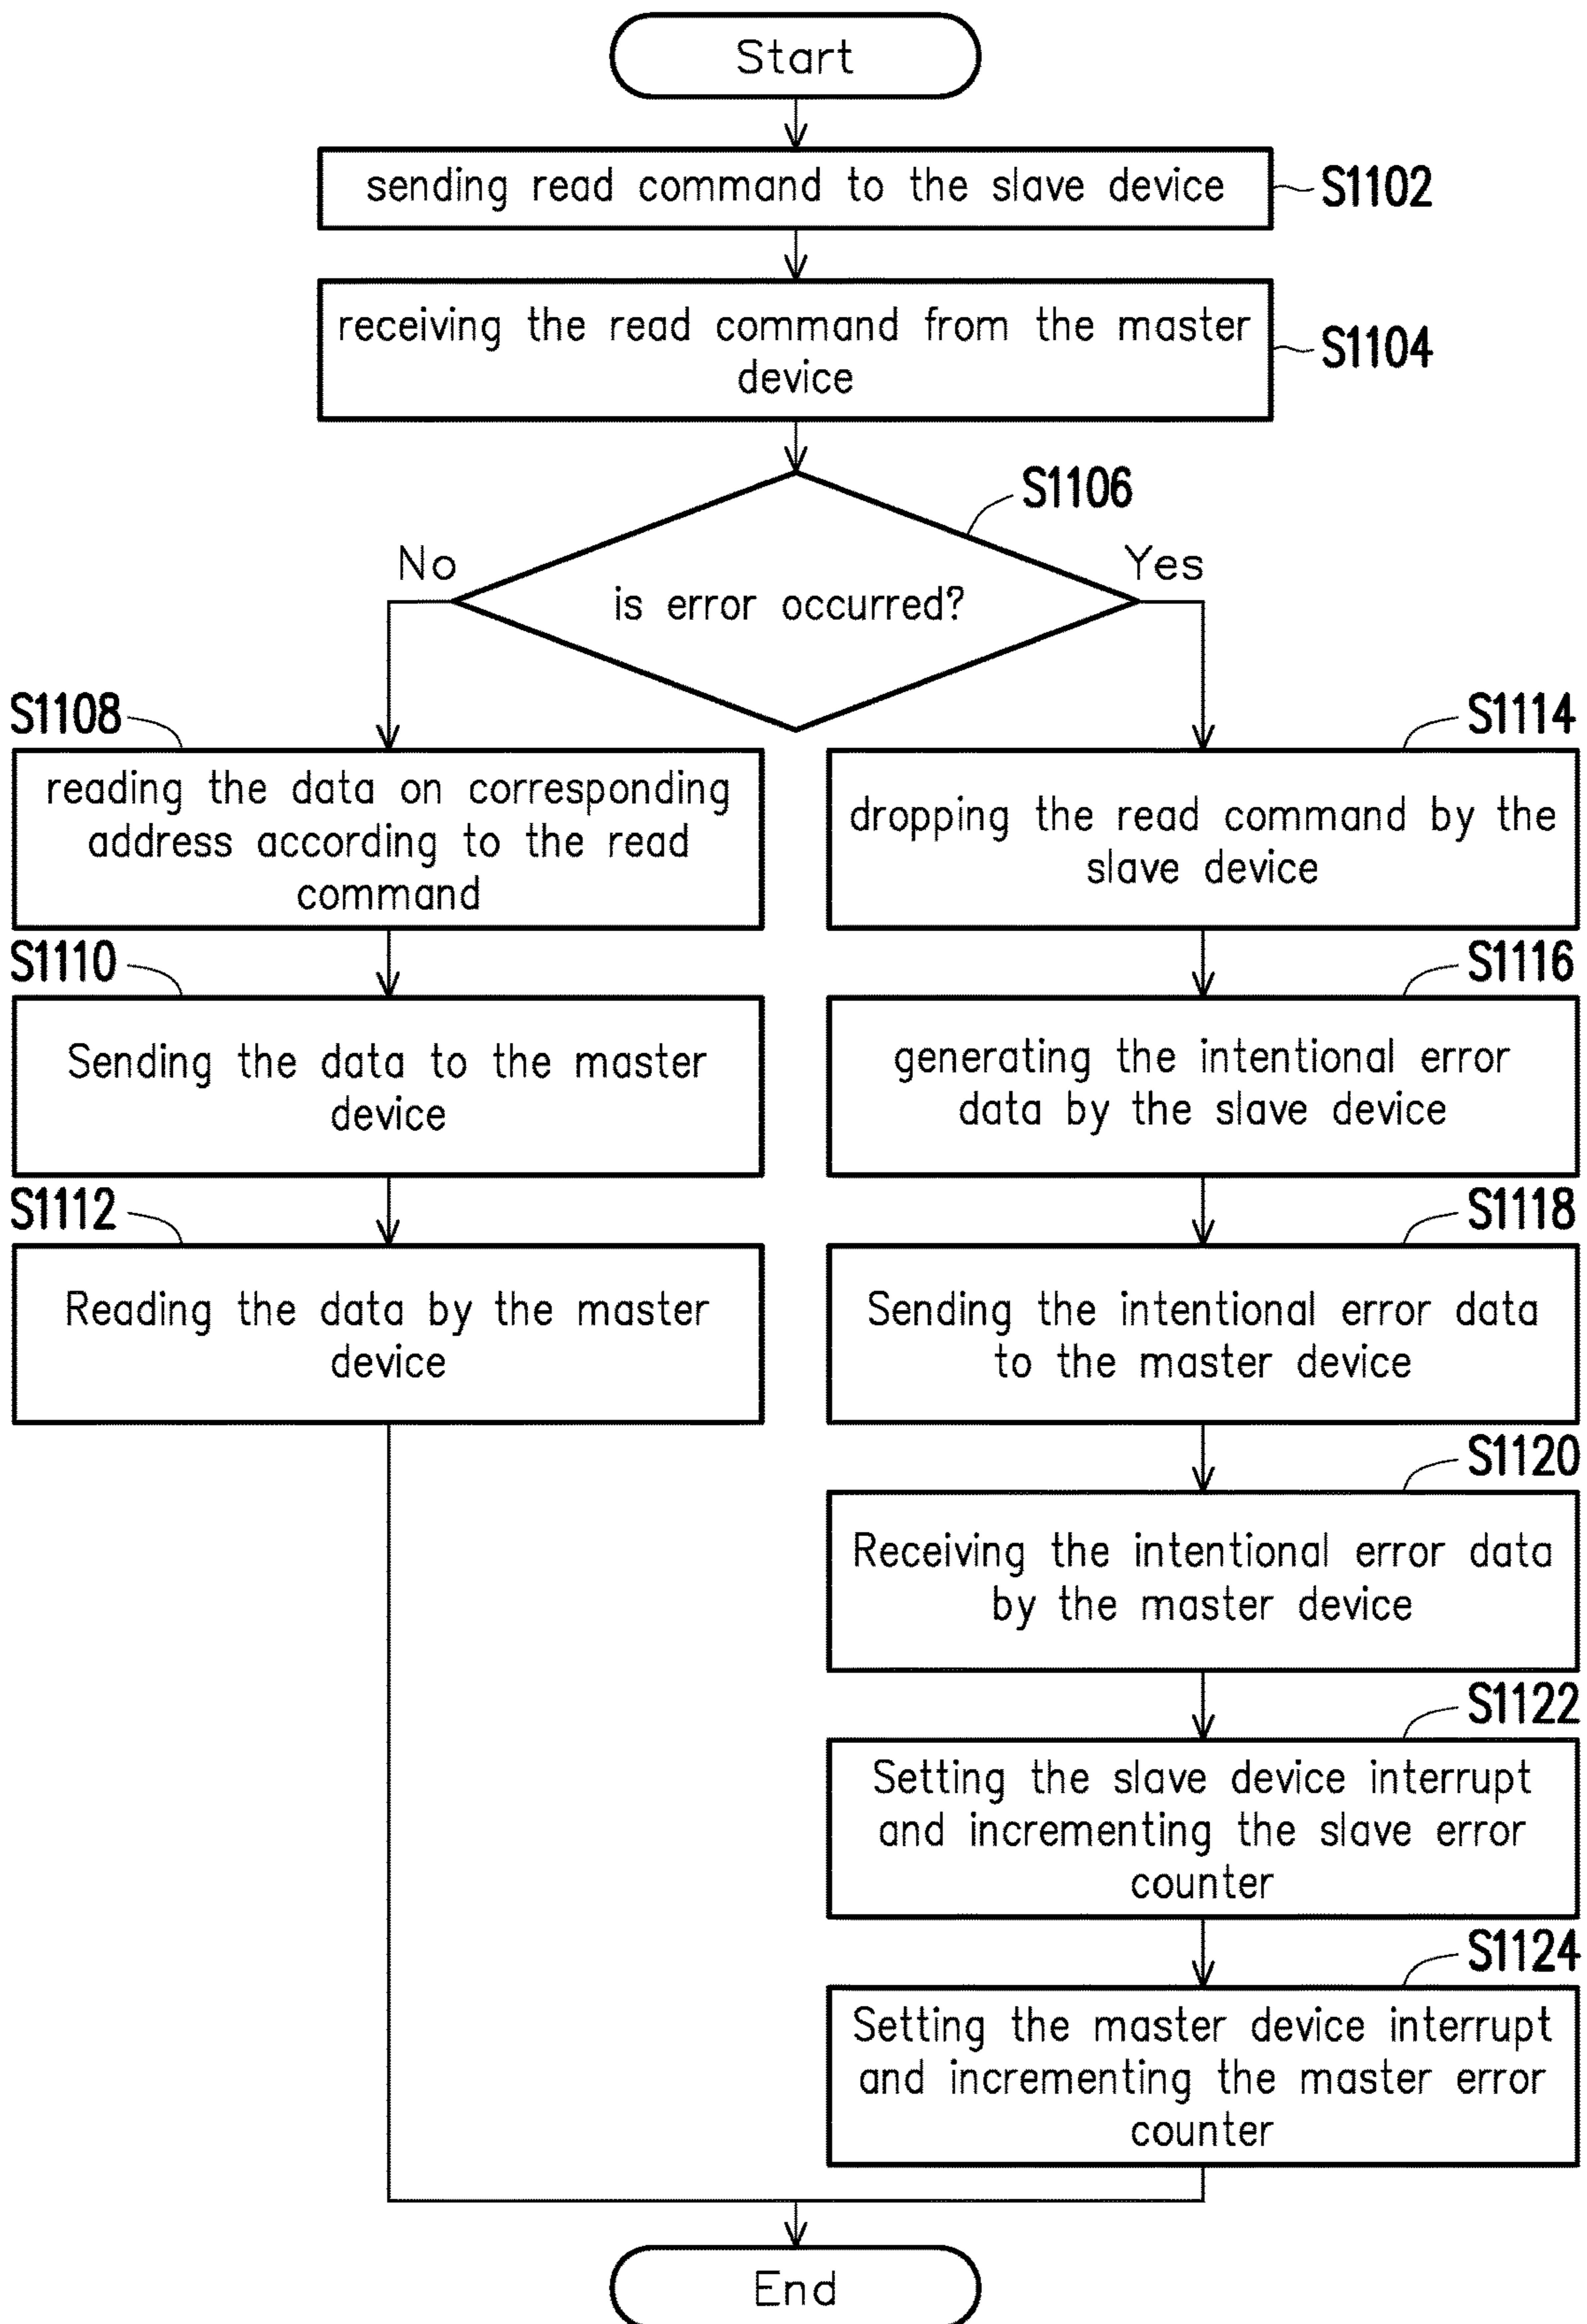 Start
sending read command to the slave device
S1102
receiving the read command from the master
device
S1104
S1106
No
Yes
is error occurred?
S1108
reading the data on corresponding
address according to the read
command
S1110
Sending the data to the master
device
S1112
Reading the data by the master
device
S1114
dropping the read command by the
slave device
S1116
generating the intentional error
data by the slave device
S1118
Sending the intentional error data
to the master device
S1120
Receiving the intentional error data
by the master device
S1122
Setting the slave device interrupt
and incrementing the slave error
counter
S1124
Setting the master device interrupt
and incrementing the master error
counter
End